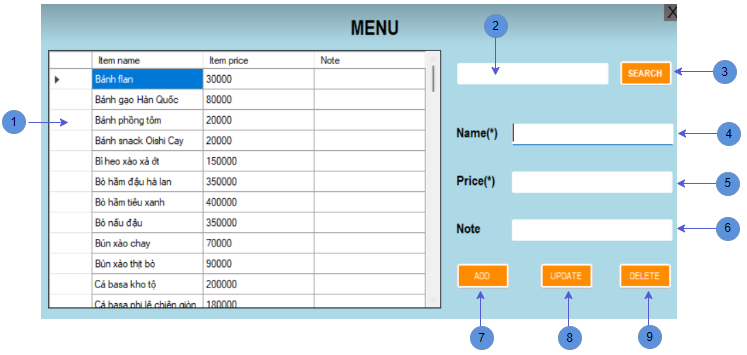 X
MENU
2
Item name Item price Note
Bánh flan 30000
SEARCH
3
Bánh gạo Hàn Quốc 80000
1
Bánh phồng tôm 20000
Name(*)
4
Bánh snack Oishi Cay 20000
Bì heo xào xả ớt 150000
Price(*)
5
Bò hầm đậu hà lan 350000
Bò hầm tiêu xanh 400000
Bò nấu đậu 350000
Note
6
Bún xào chay 70000
Bún xào thịt bò 90000
ADD UPDATE DELETE
Cá basa kho tộ 200000
Cá basa phi lê chiên giòn 180000
7 8 9